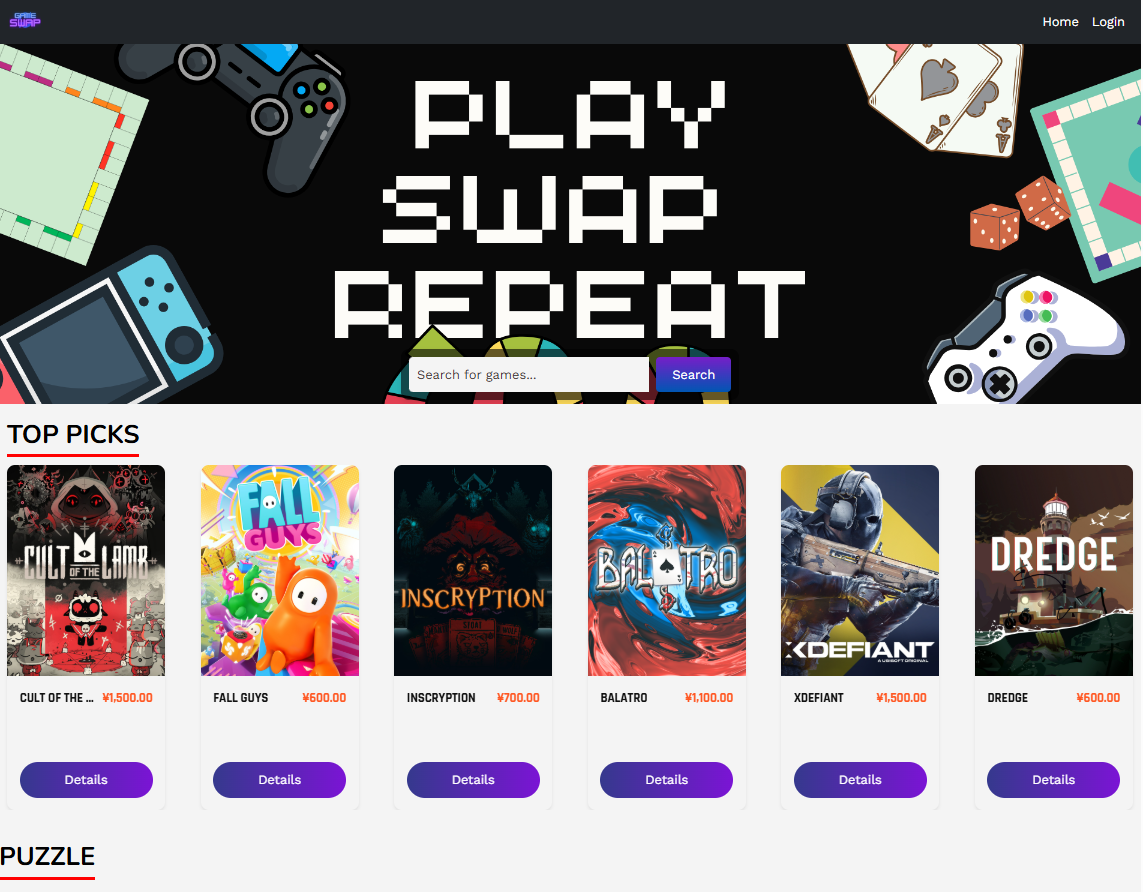 GAME
SWAP
Home Login
PLAY
SWAP
REPEAT
Search for games...
Search
TOP PICKS
CULT OF THE LAMB
FALL GUYS
INSCRYPTION
BALATRO
XDEFIANT
A UBISOFT ORIGINAL
DREDGE
CULT OF THE ... ¥1,500.00
FALL GUYS ¥600.00
INSCRYPTION ¥700.00
BALATRO ¥1,100.00
XDEFIANT ¥1,500.00
DREDGE ¥600.00
Details Details Details Details Details Details
PUZZLE